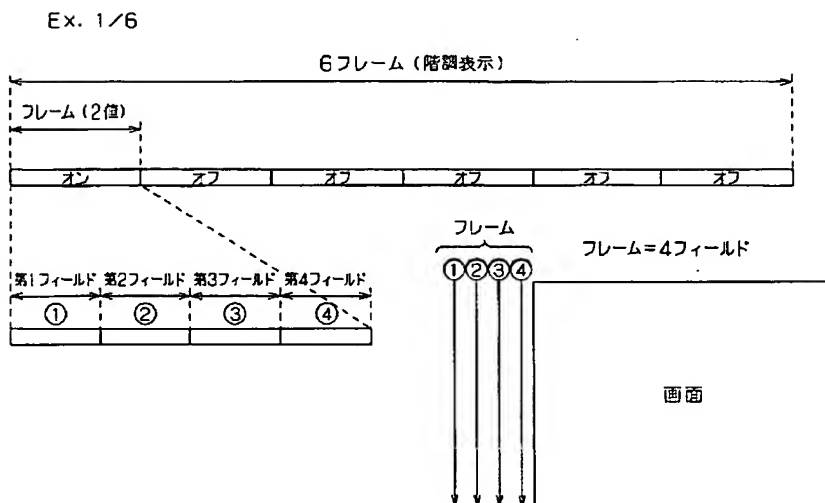 Ex. 1/6
6フレーム (階調表示)
フレーム (2値)
オン オフ オフ オフ オフ オフ
フレーム
フレーム=4フィールド
第1フィールド 第2フィールド 第3フィールド 第4フィールド
① ② ③ ④
① ② ③ ④
画面